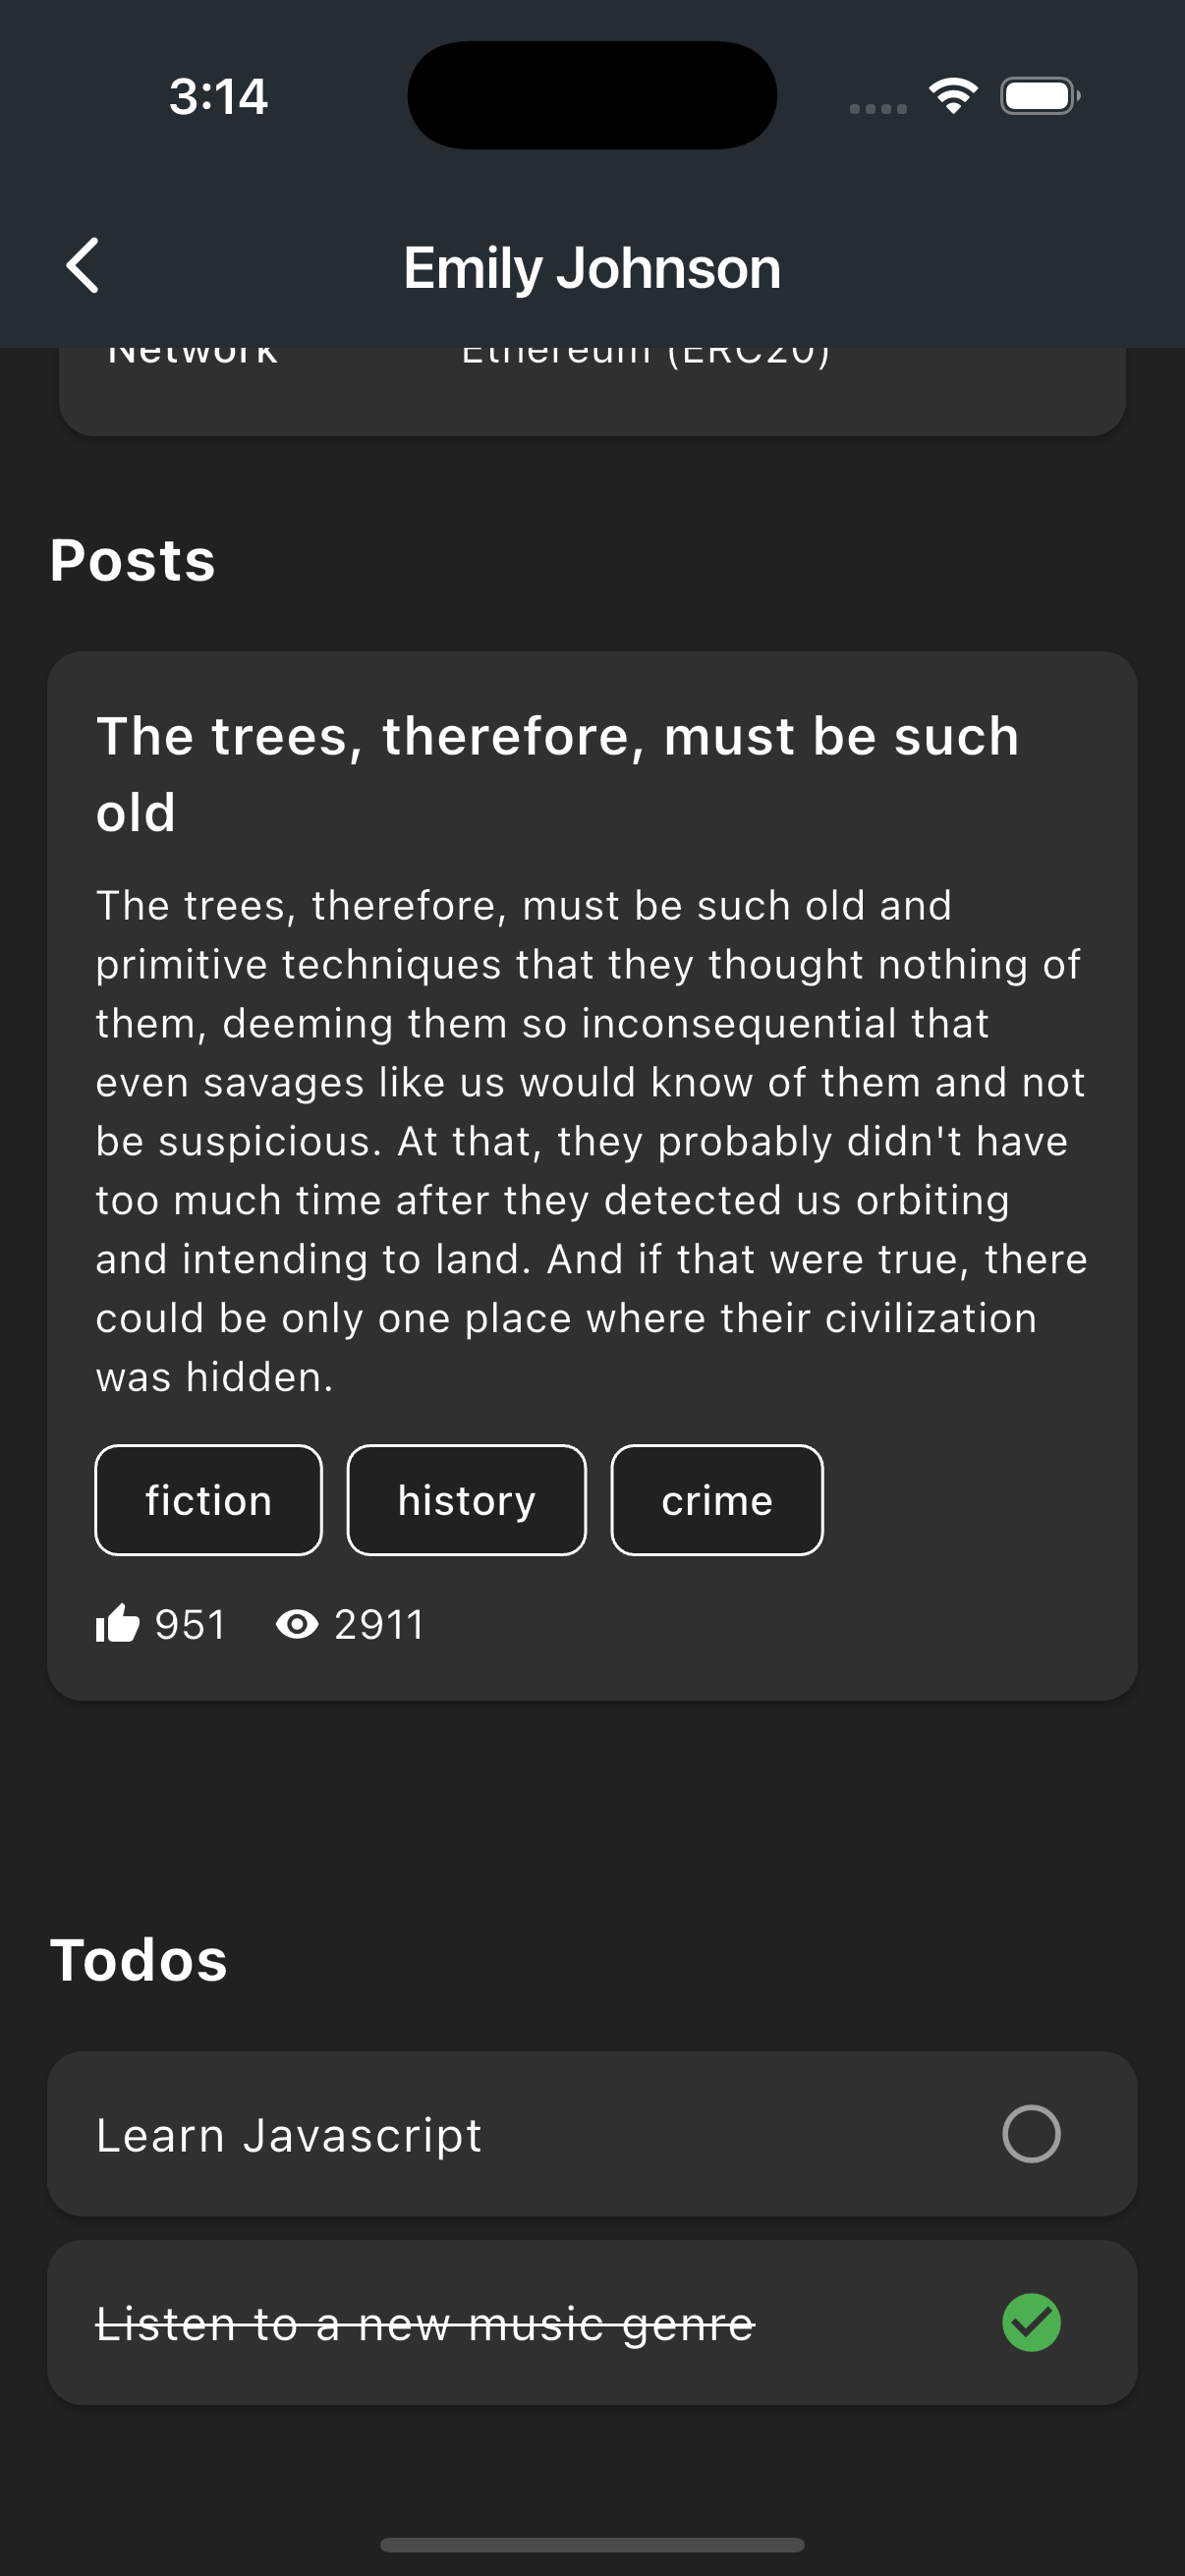 3:14
Emily Johnson
Network Ethereum (ERC20)
Posts
The trees, therefore, must be such
old
The trees, therefore, must be such old and
primitive techniques that they thought nothing of
them, deeming them so inconsequential that
even savages like us would know of them and not
be suspicious. At that, they probably didn't have
too much time after they detected us orbiting
and intending to land. And if that were true, there
could be only one place where their civilization
was hidden.
fiction history crime
951 2911
Todos
Learn Javascript
Listen to a new music genre